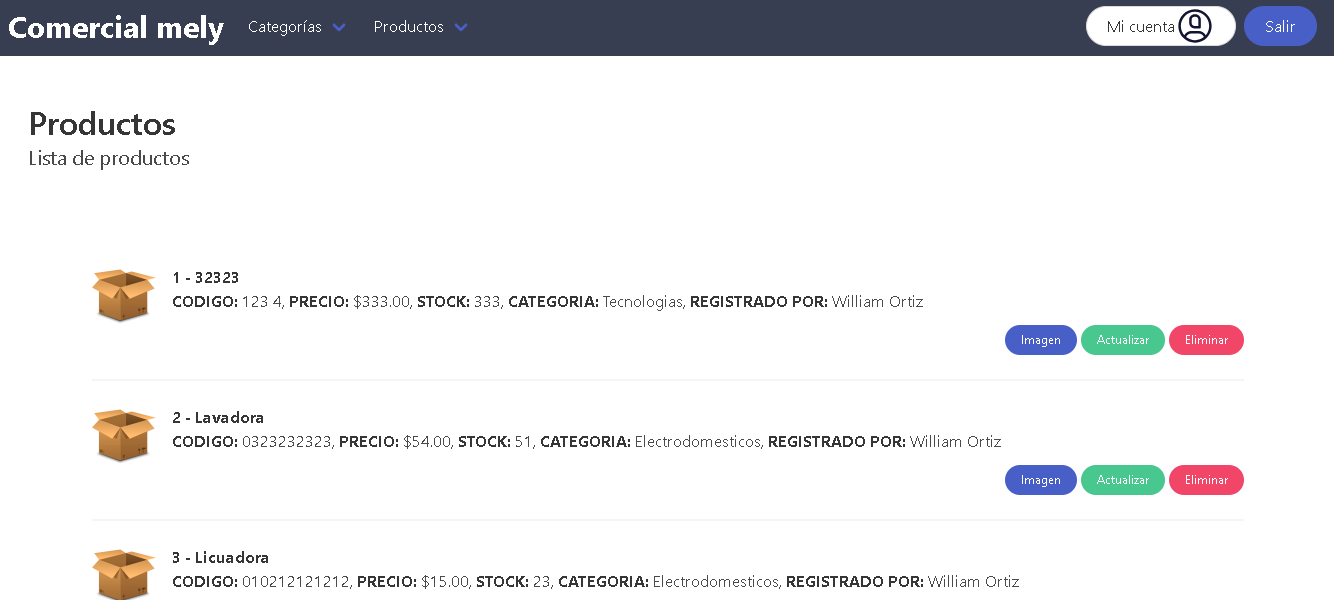 Comercial mely Categorías Productos Mi cuenta Salir
Productos
Lista de productos
1 - 32323
CODIGO: 123 4, PRECIO: $333.00, STOCK: 333, CATEGORIA: Tecnologias, REGISTRADO POR: William Ortiz
Imagen Actualizar Eliminar
2 - Lavadora
CODIGO: 0323232323, PRECIO: $54.00, STOCK: 51, CATEGORIA: Electrodomesticos, REGISTRADO POR: William Ortiz
Imagen Actualizar Eliminar
3 - Licuadora
CODIGO: 010212121212, PRECIO: $15.00, STOCK: 23, CATEGORIA: Electrodomesticos, REGISTRADO POR: William Ortiz